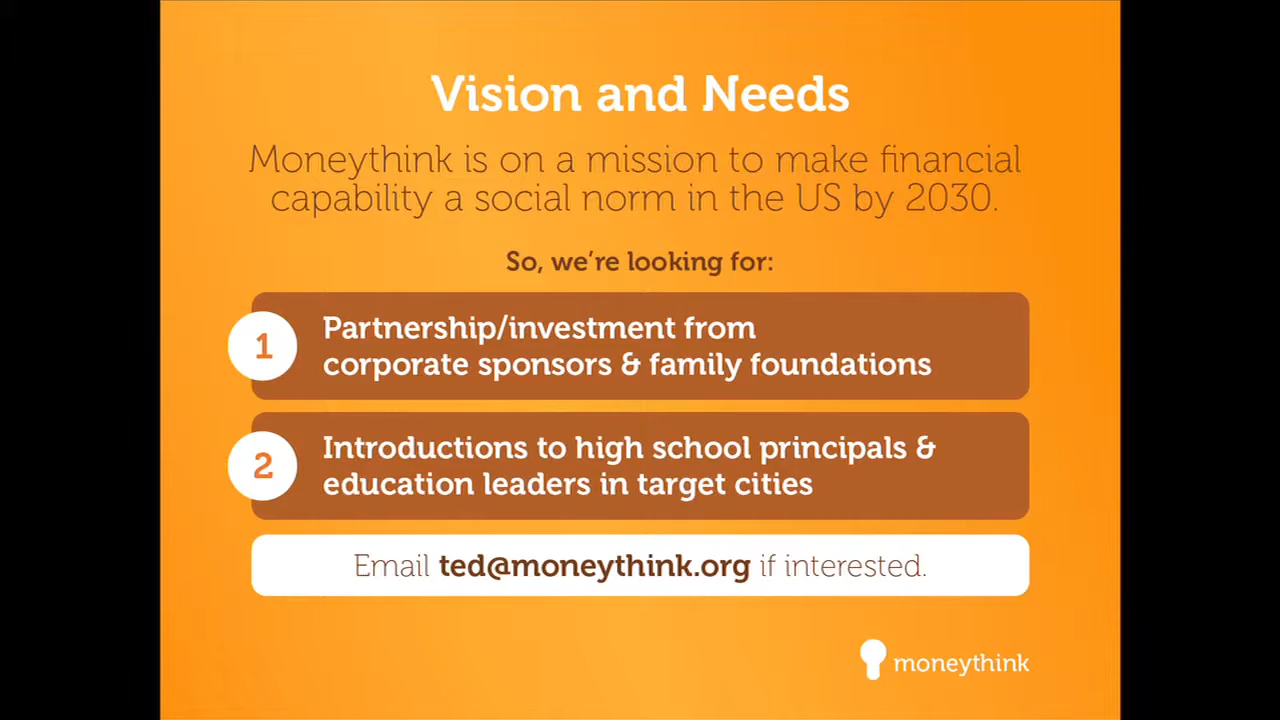 Vision and Needs
Moneythink is on a mission to make financial
capability a social norm in the US by 2030.
So, we're looking for:
1
Partnership/investment from
corporate sponsors & family foundations
2
Introductions to high school principals &
education leaders in target cities
Email ted@moneythink.org if interested.
moneythink